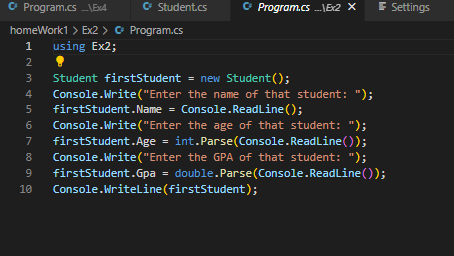 Program.cs ...\Ex4 Student.cs Program.cs ...\Ex2 Settings
homeWork1 > Ex2 > Program.cs
1 using Ex2;
2
3 Student firstStudent = new Student();
4 Console.Write("Enter the name of that student: ");
5 firstStudent.Name = Console.ReadLine();
6 Console.Write("Enter the age of that student: ");
7 firstStudent.Age = int.Parse(Console.ReadLine());
8 Console.Write("Enter the GPA of that student: ");
9 firstStudent.Gpa = double.Parse(Console.ReadLine());
10 Console.WriteLine(firstStudent);